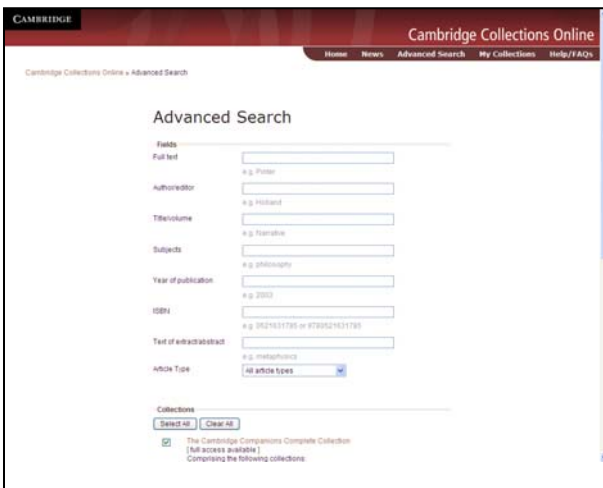 CAMBRIDGE
Cambridge Collections Online
Home News Advanced Search My Collections Help/FAQs
Cambridge Collections Online » Advanced Search
Advanced Search
Fields
Full text
e.g. Pinter
Author/editor
e.g. Holland
Title/volume
e.g. Narrative
Subjects
e.g. philosophy
Year of publication
e.g. 2003
ISBN
e.g. 0521631785 or 9780521631785
Text of extract/abstract
e.g. metaphorics
Article Type
All article types
Collections
Select All Clear All
The Cambridge Companions Complete Collection
[ full access available ]
Comprising the following collections: